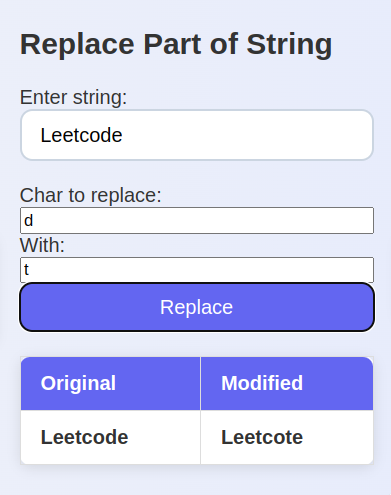 Replace Part of String
Enter string:
Leetcode
Char to replace:
d
With:
t
Replace
Original Modified
Leetcode Leetcote